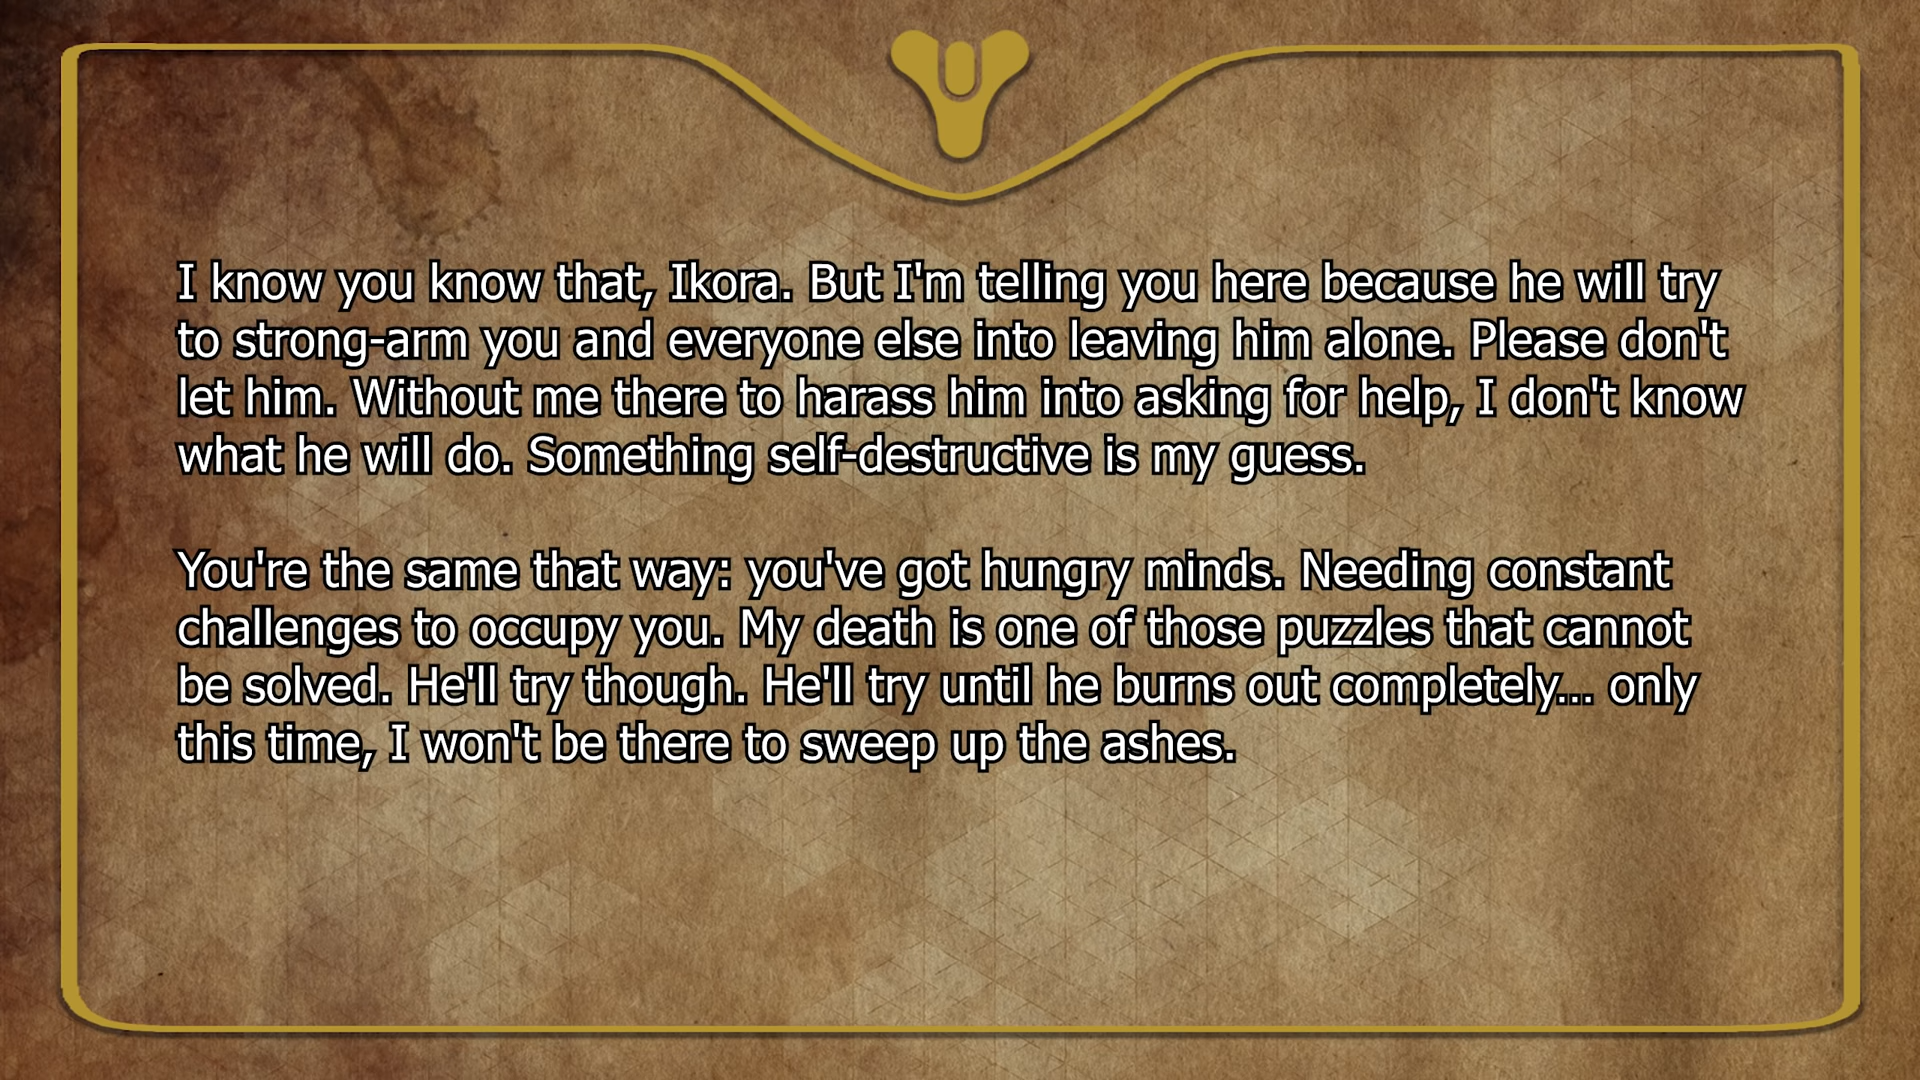 I know you know that, Ikora. But I'm telling you here because he will try
to strong-arm you and everyone else into leaving him alone. Please don't
let him. Without me there to harass him into asking for help, I don't know
what he will do. Something self-destructive is my guess.
You're the same that way: you've got hungry minds. Needing constant
challenges to occupy you. My death is one of those puzzles that cannot
be solved. He'll try though. He'll try until he burns out completely... only
this time, I won't be there to sweep up the ashes.